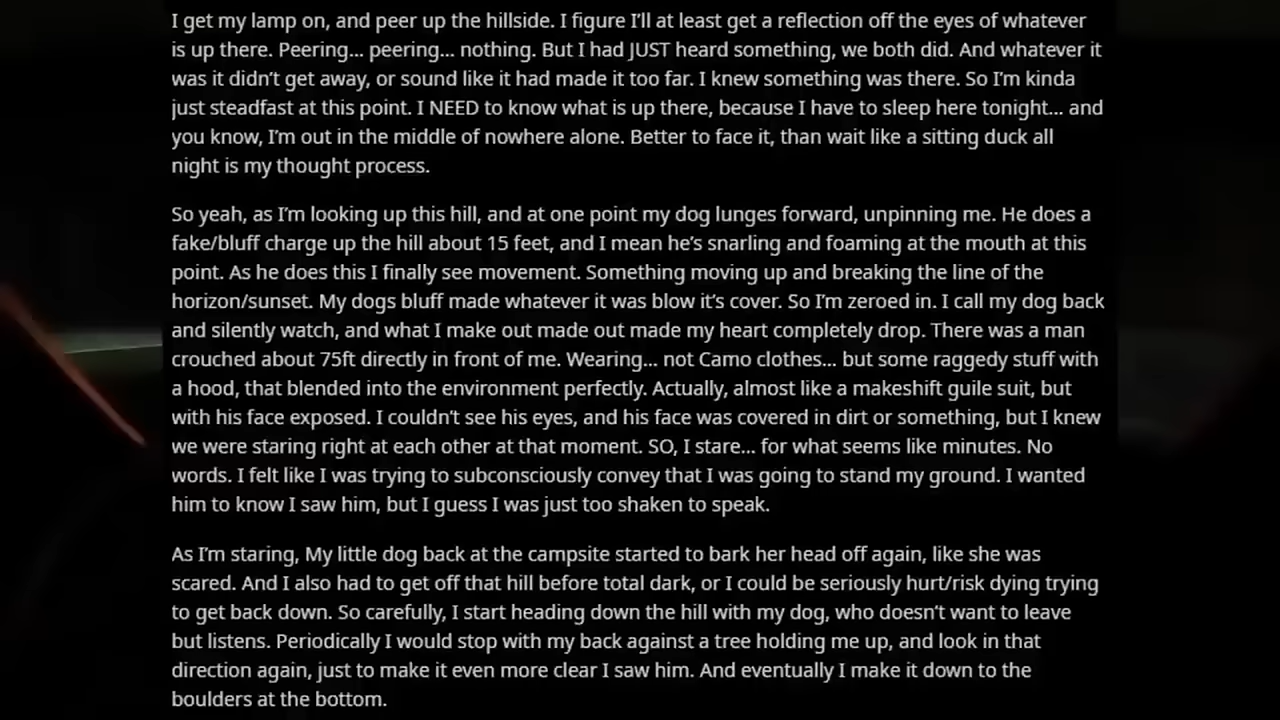 I get my lamp on, and peer up the hillside. I figure I'll at least get a reflection off the eyes of whatever
is up there. Peering... peering... nothing. But I had JUST heard something, we both did. And whatever it
was it didn't get away, or sound like it had made it too far. I knew something was there. So I'm kinda
just steadfast at this point. I NEED to know what is up there, because I have to sleep here tonight... and
you know, I'm out in the middle of nowhere alone. Better to face it, than wait like a sitting duck all
night is my thought process.
So yeah, as I'm looking up this hill, and at one point my dog lunges forward, unpinning me. He does a
fake/bluff charge up the hill about 15 feet, and I mean he's snarling and foaming at the mouth at this
point. As he does this I finally see movement. Something moving up and breaking the line of the
horizon/sunset. My dogs bluff made whatever it was blow it's cover. So I'm zeroed in. I call my dog back
and silently watch, and what I make out made out made my heart completely drop. There was a man
crouched about 75ft directly in front of me. Wearing... not Camo clothes... but some raggedy stuff with
a hood, that blended into the environment perfectly. Actually, almost like a makeshift guile suit, but
with his face exposed. I couldn't see his eyes, and his face was covered in dirt or something, but I knew
we were staring right at each other at that moment. SO, I stare... for what seems like minutes. No
words. I felt like I was trying to subconsciously convey that I was going to stand my ground. I wanted
him to know I saw him, but I guess I was just too shaken to speak.
As I'm staring, My little dog back at the campsite started to bark her head off again, like she was
scared. And I also had to get off that hill before total dark, or I could be seriously hurt/risk dying trying
to get back down. So carefully, I start heading down the hill with my dog, who doesn't want to leave
but listens. Periodically I would stop with my back against a tree holding me up, and look in that
direction again, just to make it even more clear I saw him. And eventually I make it down to the
boulders at the bottom.